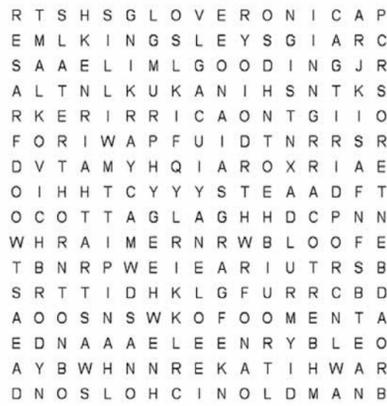 R T S H S G L O V E R O N I C A P
E M L K I N G S L E Y S G I A R C
S A A E L I M L G O O D I N G J R
A L T N L K U K A N I H S N T K S
R K E R I R R I C A O N T G I I O
F O R I W A P F U I D T N R R S R
D V T A M Y H Q I A R O X R I A E
O I H H T C Y Y Y S T E A A D F T
O C O T T A G L A G H H D C P N N
W H R A I M E R N R W B L O O F E
T B N R P W E I E A R I U T R S B
S R T T I D H K L G F U R R C B D
A O O S N S W K O F O O M E N T A
E D N A A A E L E E N R Y B L E O
A Y B W H N N R E K A T I H W A R
D N O S L O H C I N O L D M A N B